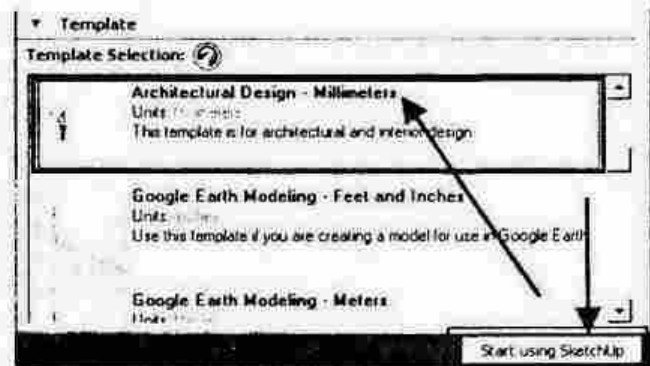 Template
Template Selection:
Architectural Design - Millimeters
Units
This template is for architectural and interior design
Google Earth Modeling - Feet and Inches
Units
Use this template if you are creating a model for use in Google Earth
Google Earth Modeling - Meters
Units
Start using SketchUp